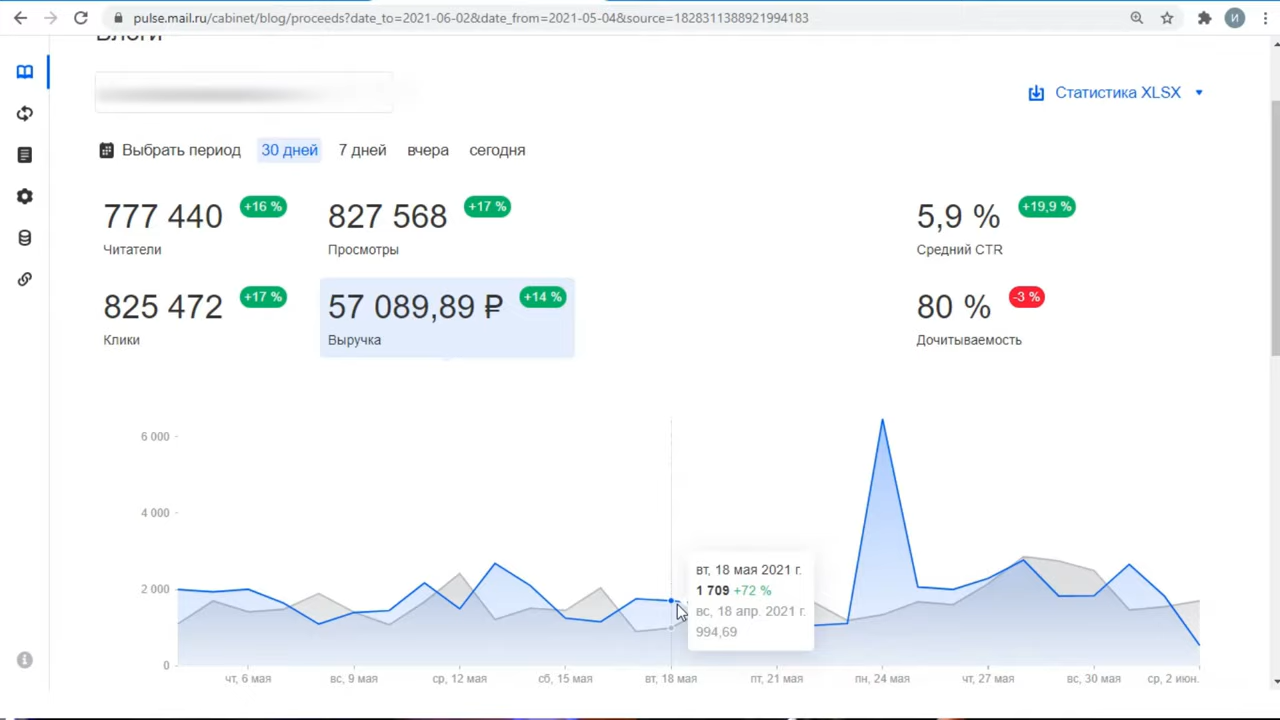 pulse.mail.ru/cabinet/blog/proceeds?date_to=2021-06-02&date_from=2021-05-04&source=1828311388921994183
И
Блоги
Статистика XLSX
Выбрать период 30 дней 7 дней вчера сегодня
777 440 +16 % 827 568 +17 % 5,9 % +19,9 %
Читатели Просмотры Средний CTR
825 472 +17 % 57 089,89 ₽ +14 % 80 % -3 %
Клики Выручка Дочитываемость
6 000
4 000
2 000
0
вт, 18 мая 2021 г.
1 709 +72 %
вс, 18 апр. 2021 г.
994,69
чт, 6 мая вс, 9 мая ср, 12 мая сб, 15 мая вт, 18 мая пт, 21 мая пн, 24 мая чт, 27 мая вс, 30 мая ср, 2 июн.